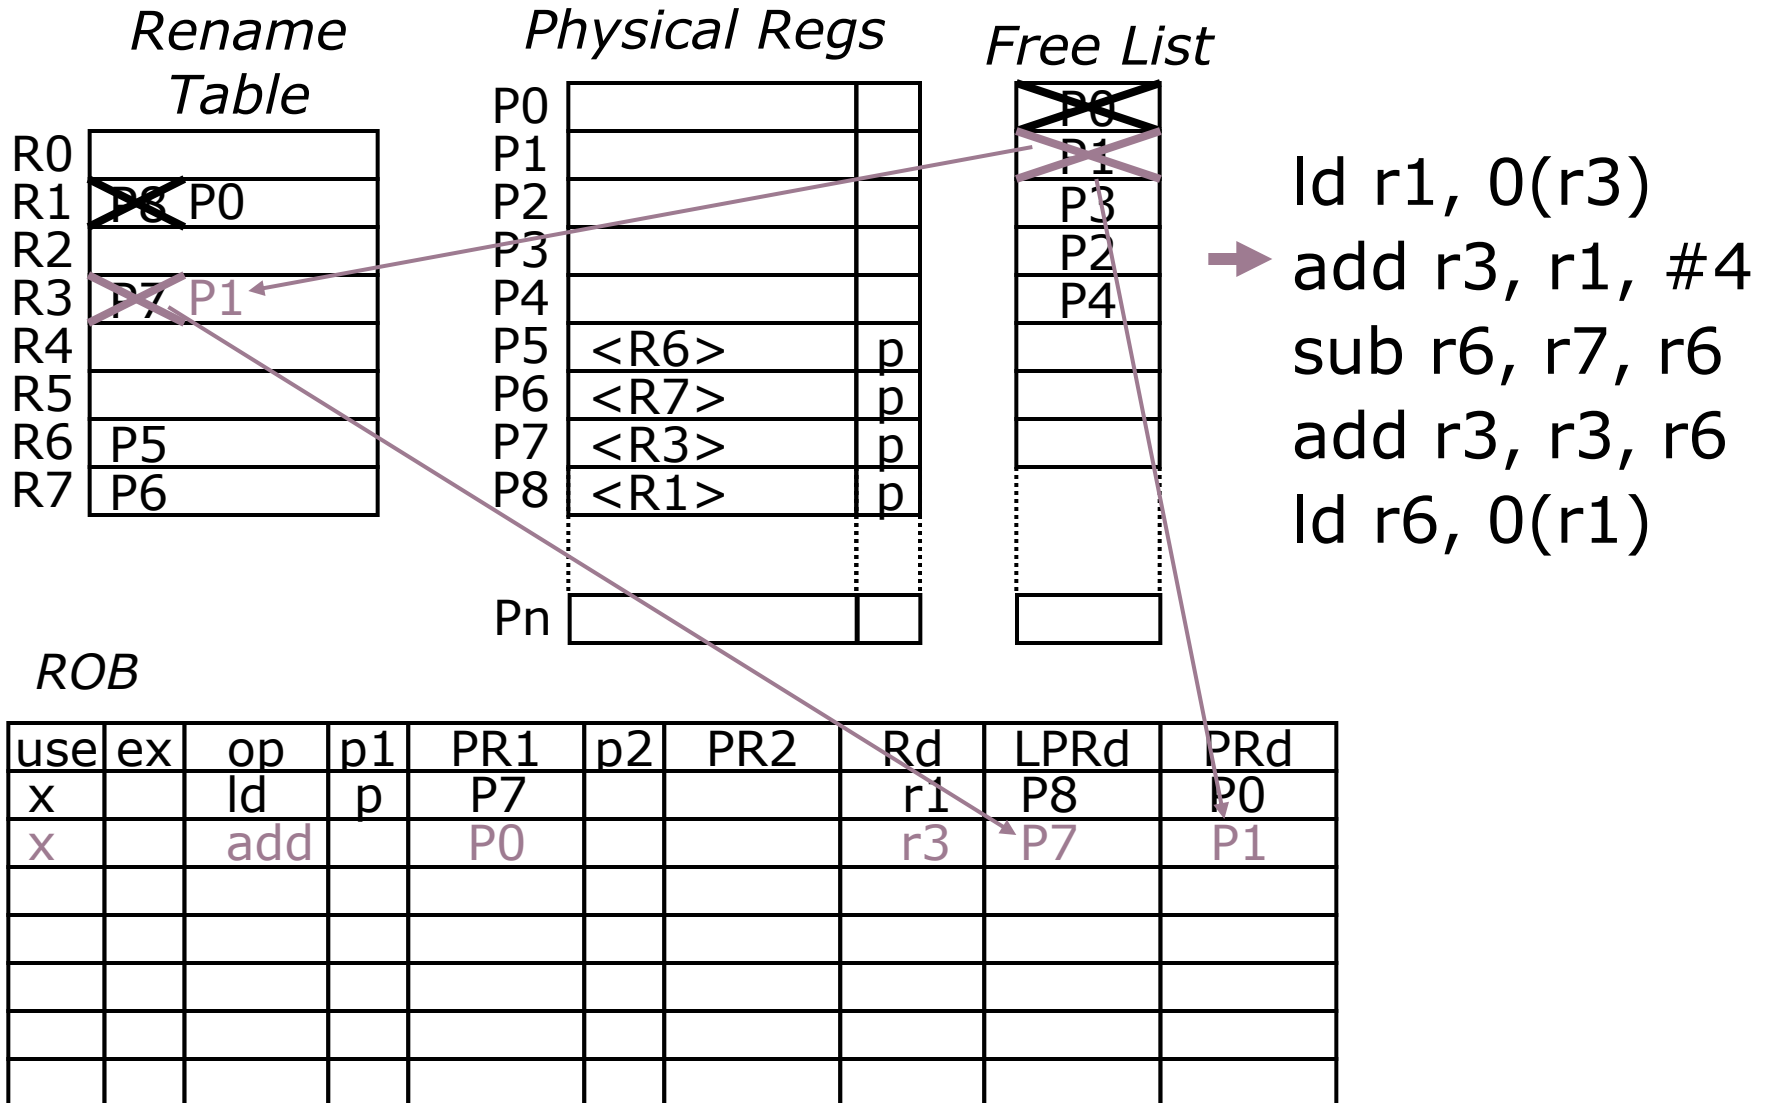 Rename Table
R0
R1 P8 P0
R2
R3 P7 P1
R4
R5
R6 P5
R7 P6
Physical Regs
P0
P1
P2
P3
P4
P5 <R6> p
P6 <R7> p
P7 <R3> p
P8 <R1> p
Pn
Free List
P0
P1
P3
P2
P4
ld r1, 0(r3)
add r3, r1, #4
sub r6, r7, r6
add r3, r3, r6
ld r6, 0(r1)
ROB
use ex op p1 PR1 p2 PR2 Rd LPRd PRd
x ld p P7 r1 P8 P0
x add P0 r3 P7 P1